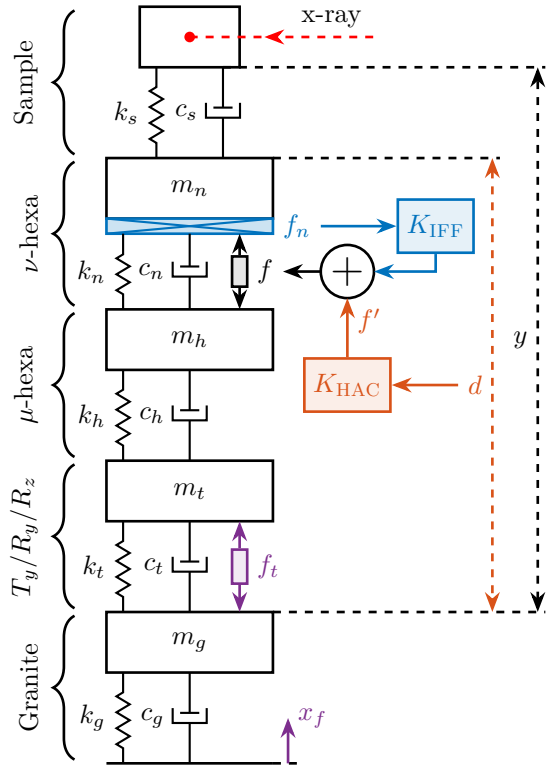 x-ray
Sample
k_s
c_s
m_n
ν-hexa
f_n
K_IFF
k_n
c_n
f
y
m_h
f′
μ-hexa
K_HAC
d
k_h
c_h
m_t
T_y/R_y/R_z
k_t
c_t
f_t
m_g
Granite
k_g
c_g
x_f